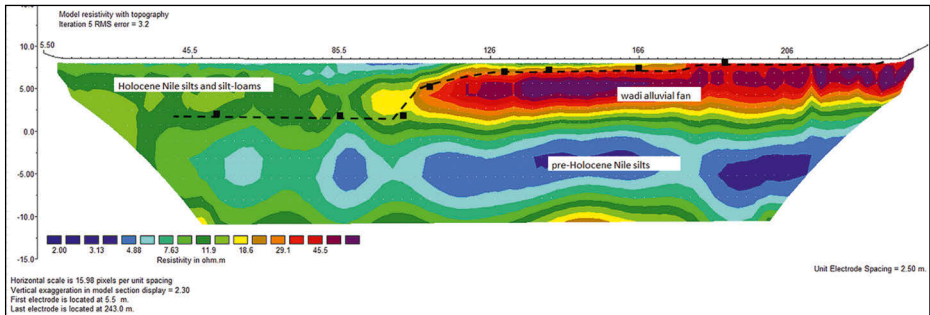 Model resistivity with topography
Iteration 5 RMS error = 3.2
10.0
5.50
45.5
85.5
126
166
206
5.00
0.0
-5.0
-10.0
-15.0
Holocene Nile silts and silt-loams
wadi alluvial fan
pre-Holocene Nile silts
2.00 3.13 4.88 7.63 11.9 18.6 29.1 45.5
Resistivity in ohm.m
Unit Electrode Spacing = 2.50 m.
Horizontal scale is 15.98 pixels per unit spacing
Vertical exaggeration in model section display = 2.30
First electrode is located at 5.5 m.
Last electrode is located at 243.0 m.